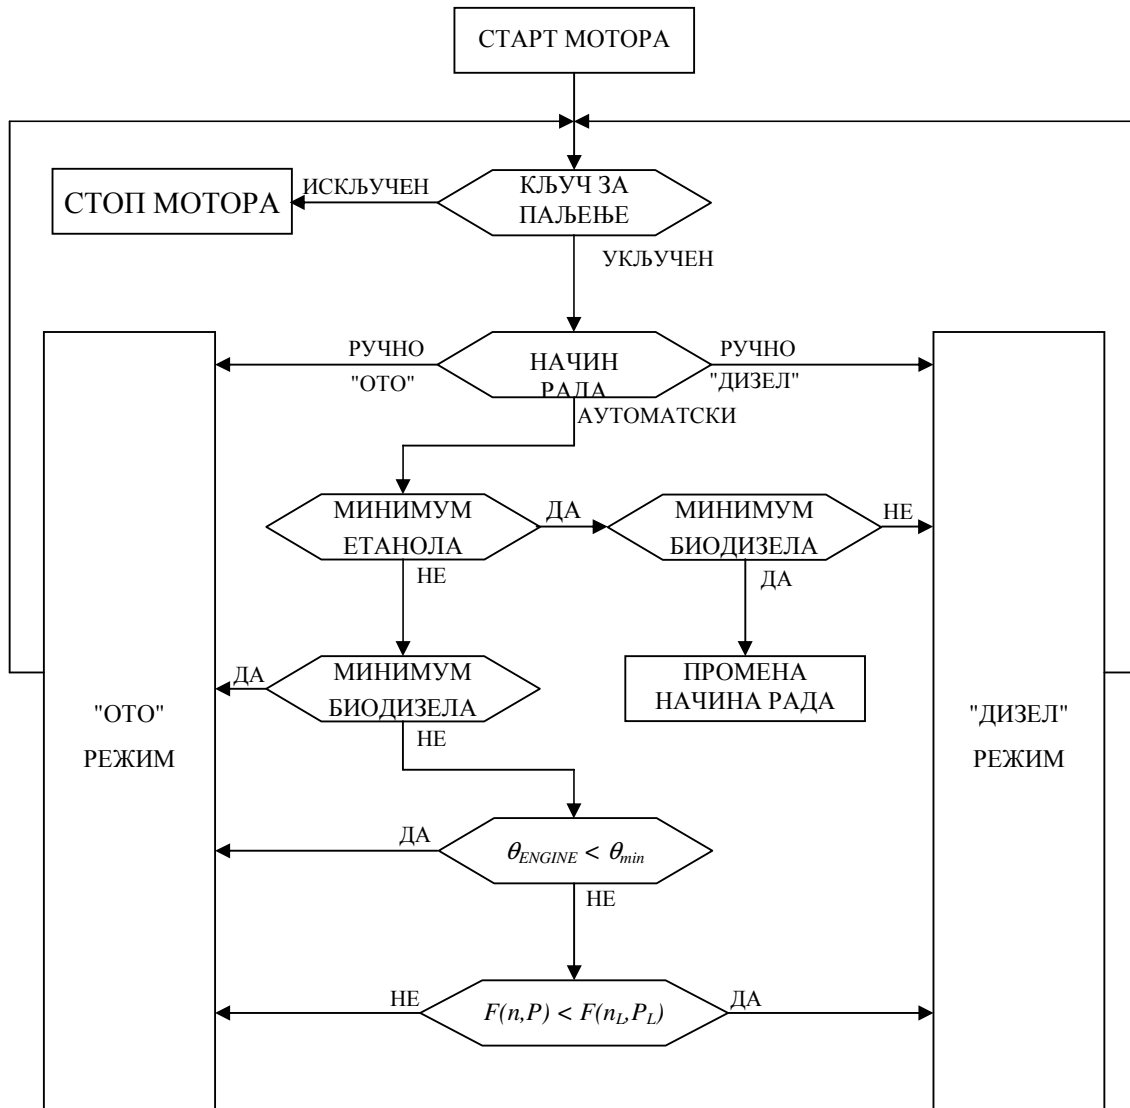 СТАРТ МОТОРА
ИСКЉУЧЕН
КЉУЧ ЗА
ПАЉЕЊЕ
СТОП МОТОРА
УКЉУЧЕН
РУЧНО
"ОТО"
НАЧИН
РАДА
РУЧНО
"ДИЗЕЛ"
АУТОМАТСКИ
МИНИМУМ
ЕТАНОЛА
ДА
МИНИМУМ
БИОДИЗЕЛА
НЕ
НЕ
ДА
ДА
МИНИМУМ
БИОДИЗЕЛА
ПРОМЕНА
НАЧИНА РАДА
НЕ
"ОТО"
РЕЖИМ
"ДИЗЕЛ"
РЕЖИМ
ДА
θENGINE < θmin
НЕ
НЕ
F(n,P) < F(nL,PL)
ДА